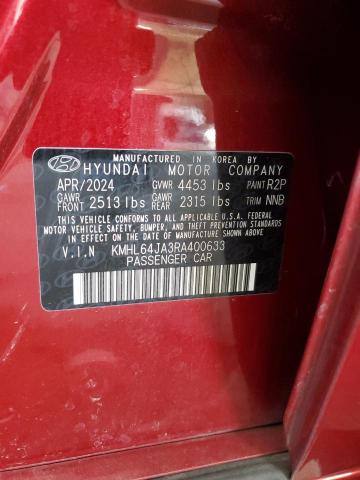 MANUFACTURED IN KOREA BY
HYUNDAI MOTOR COMPANY
APR/2024 GVWR 4453 lbs PAINT R2P
GAWR FRONT 2513 lbs GAWR REAR 2315 lbs TRIM NNB
THIS VEHICLE CONFORMS TO ALL APPLICABLE U.S.A. FEDERAL
MOTOR VEHICLE SAFETY, BUMPER, AND THEFT PREVENTION
STANDARDS IN EFFECT ON THE DATE OF MANUFACTURE SHOWN ABOVE.
V.I.N KMHL64JA3RA400633
PASSENGER CAR